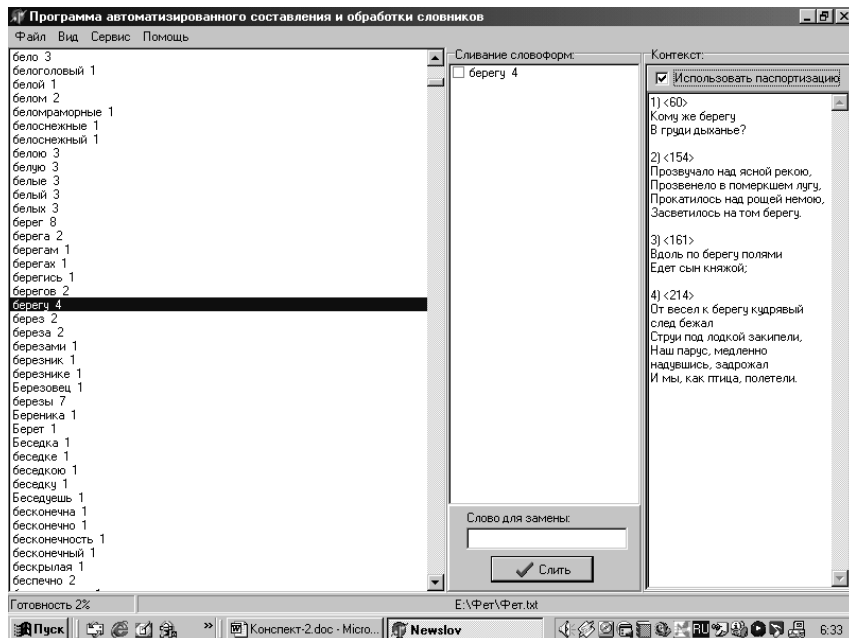 Программа автоматизированного составления и обработки словников
Файл Вид Сервис Помощь
бело 3
белоголовый 1
белой 1
белом 2
беломраморные 1
белоснежные 1
белоснежный 1
белою 3
белую 3
белые 3
белый 3
белых 3
берег 8
берега 2
берегам 1
берегах 1
берегись 1
берегов 2
берегу 4
берез 2
береза 2
березами 1
березник 1
березнике 1
Березовец 1
березы 7
Береника 1
Берет 1
Беседка 1
беседке 1
беседкою 1
беседку 1
Беседуешь 1
бесконечна 1
бесконечно 1
бесконечность 1
бесконечный 1
бескрылая 1
беспечно 2
Сливание словоформ:
берегу 4
Слово для замены:
Слить
Контекст:
Использовать паспортизацию
1) <60>
Кому же берегу
В груди дыханье?
2) <154>
Прозвучало над ясной рекою,
Прозвенело в померкшем лугу,
Прокатилось над рощей немою,
Засветилось на том берегу.
3) <161>
Вдоль по берегу полями
Едет сын княжой;
4) <214>
От весел к берегу кудрявый
след бежал
Струи под лодкой закипели,
Наш парус, медленно
надувшись, задрожал
И мы, как птица, полетели.
Готовность 2%
E:\Фет\Фет.txt
Пуск
»
Конспект-2.doc - Micro...
Newslov
RU
6:33